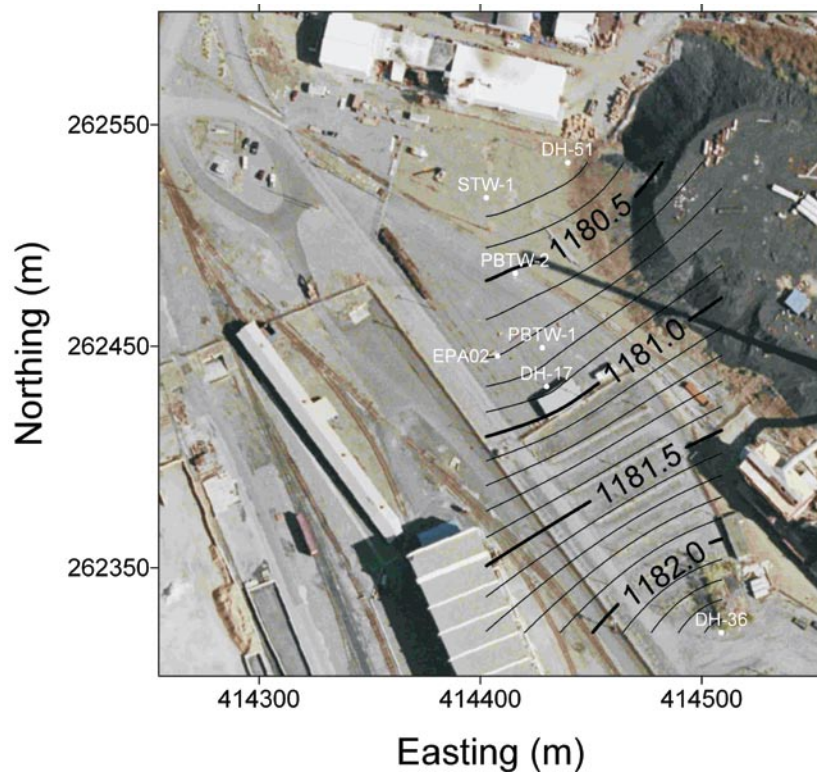 262550
DH-51
STW-1
1180.5
PBTW-2
Northing (m)
262450
PBTW-1
EPA02
1181.0
DH-17
1181.5
262350
1182.0
DH-36
414300
414400
414500
Easting (m)